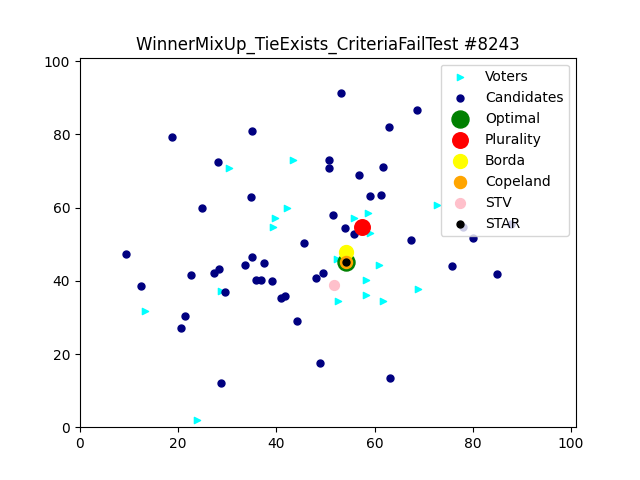 WinnerMixUp_TieExists_CriteriaFailTest #8243
Voters
Candidates
Optimal
Plurality
Borda
Copeland
STV
STAR
100
80
60
40
20
0
0
20
40
60
80
100